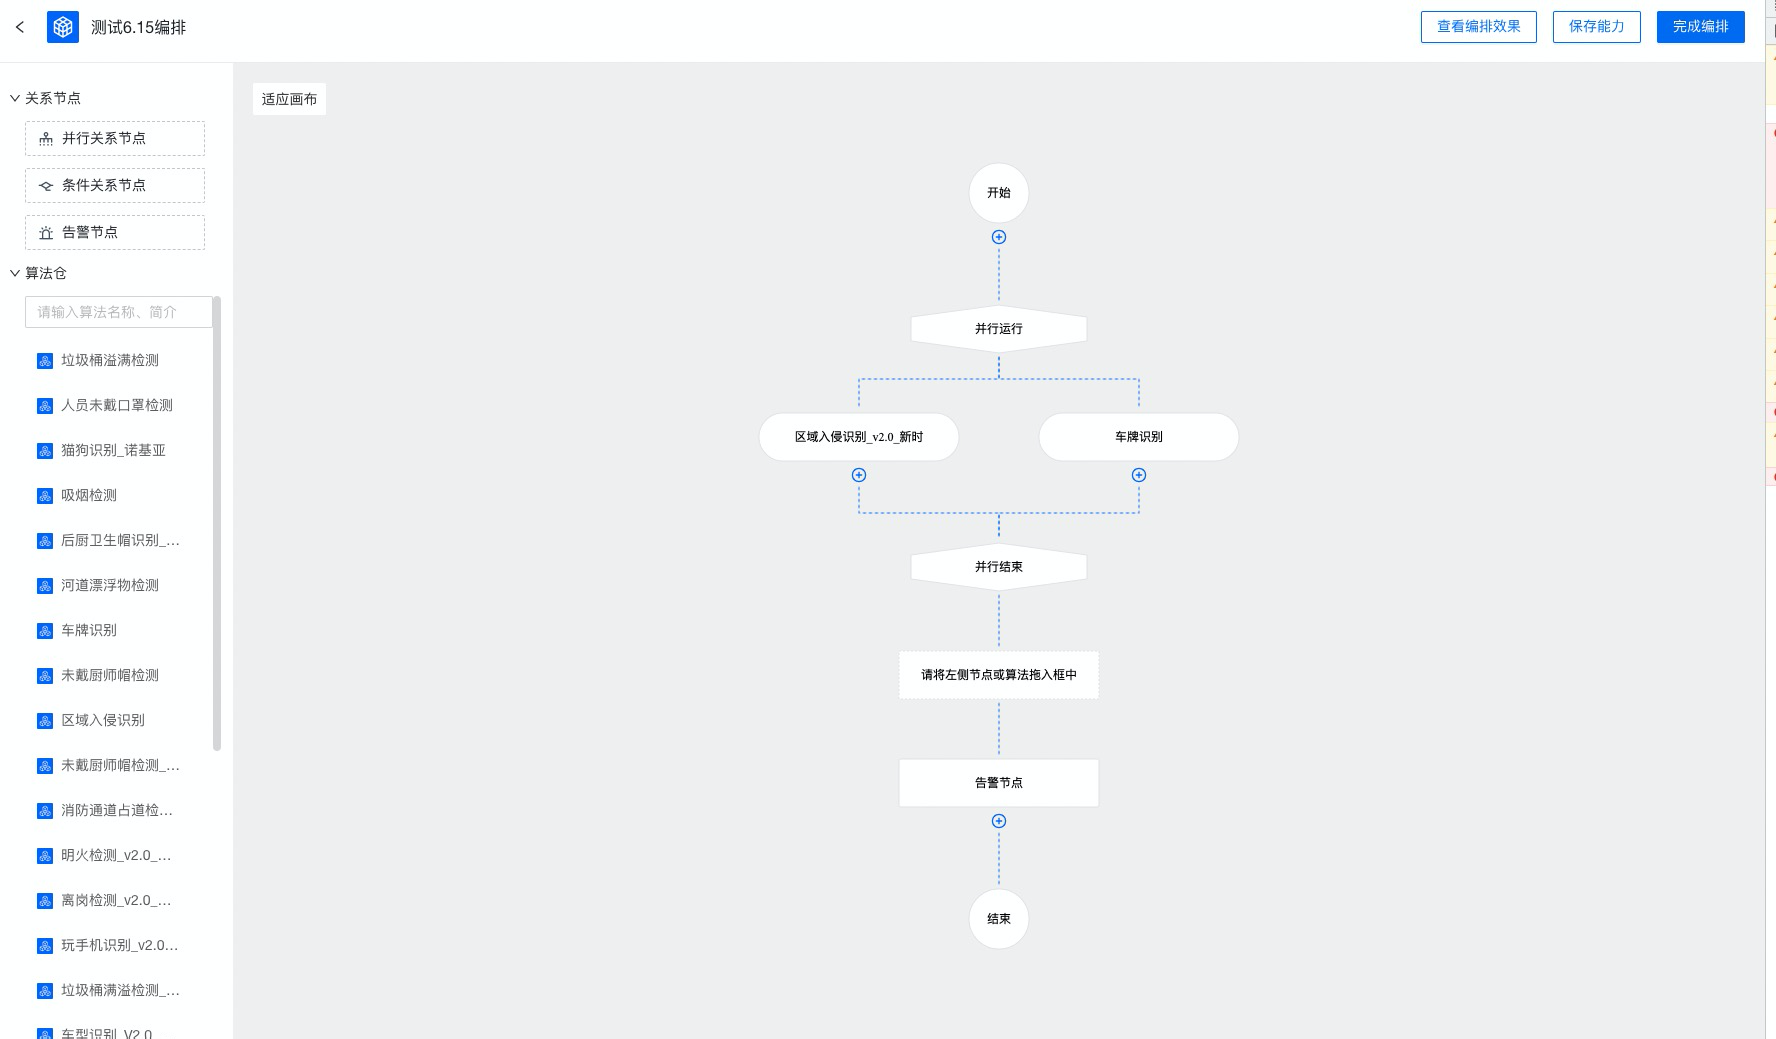 测试6.15编排
查看编排效果
保存能力
完成编排
关系节点
并行关系节点
条件关系节点
告警节点
算法仓
请输入算法名称、简介
垃圾桶溢满检测
人员未戴口罩检测
猫狗识别_诺基亚
吸烟检测
后厨卫生帽识别_...
河道漂浮物检测
车牌识别
未戴厨师帽检测
区域入侵识别
未戴厨师帽检测_...
消防通道占道检...
明火检测_v2.0_...
离岗检测_v2.0_...
玩手机识别_v2.0...
垃圾桶满溢检测_...
车型识别_V2.0
适应画布
开始
并行运行
区域入侵识别_v2.0_新时
车牌识别
并行结束
请将左侧节点或算法拖入框中
告警节点
结束